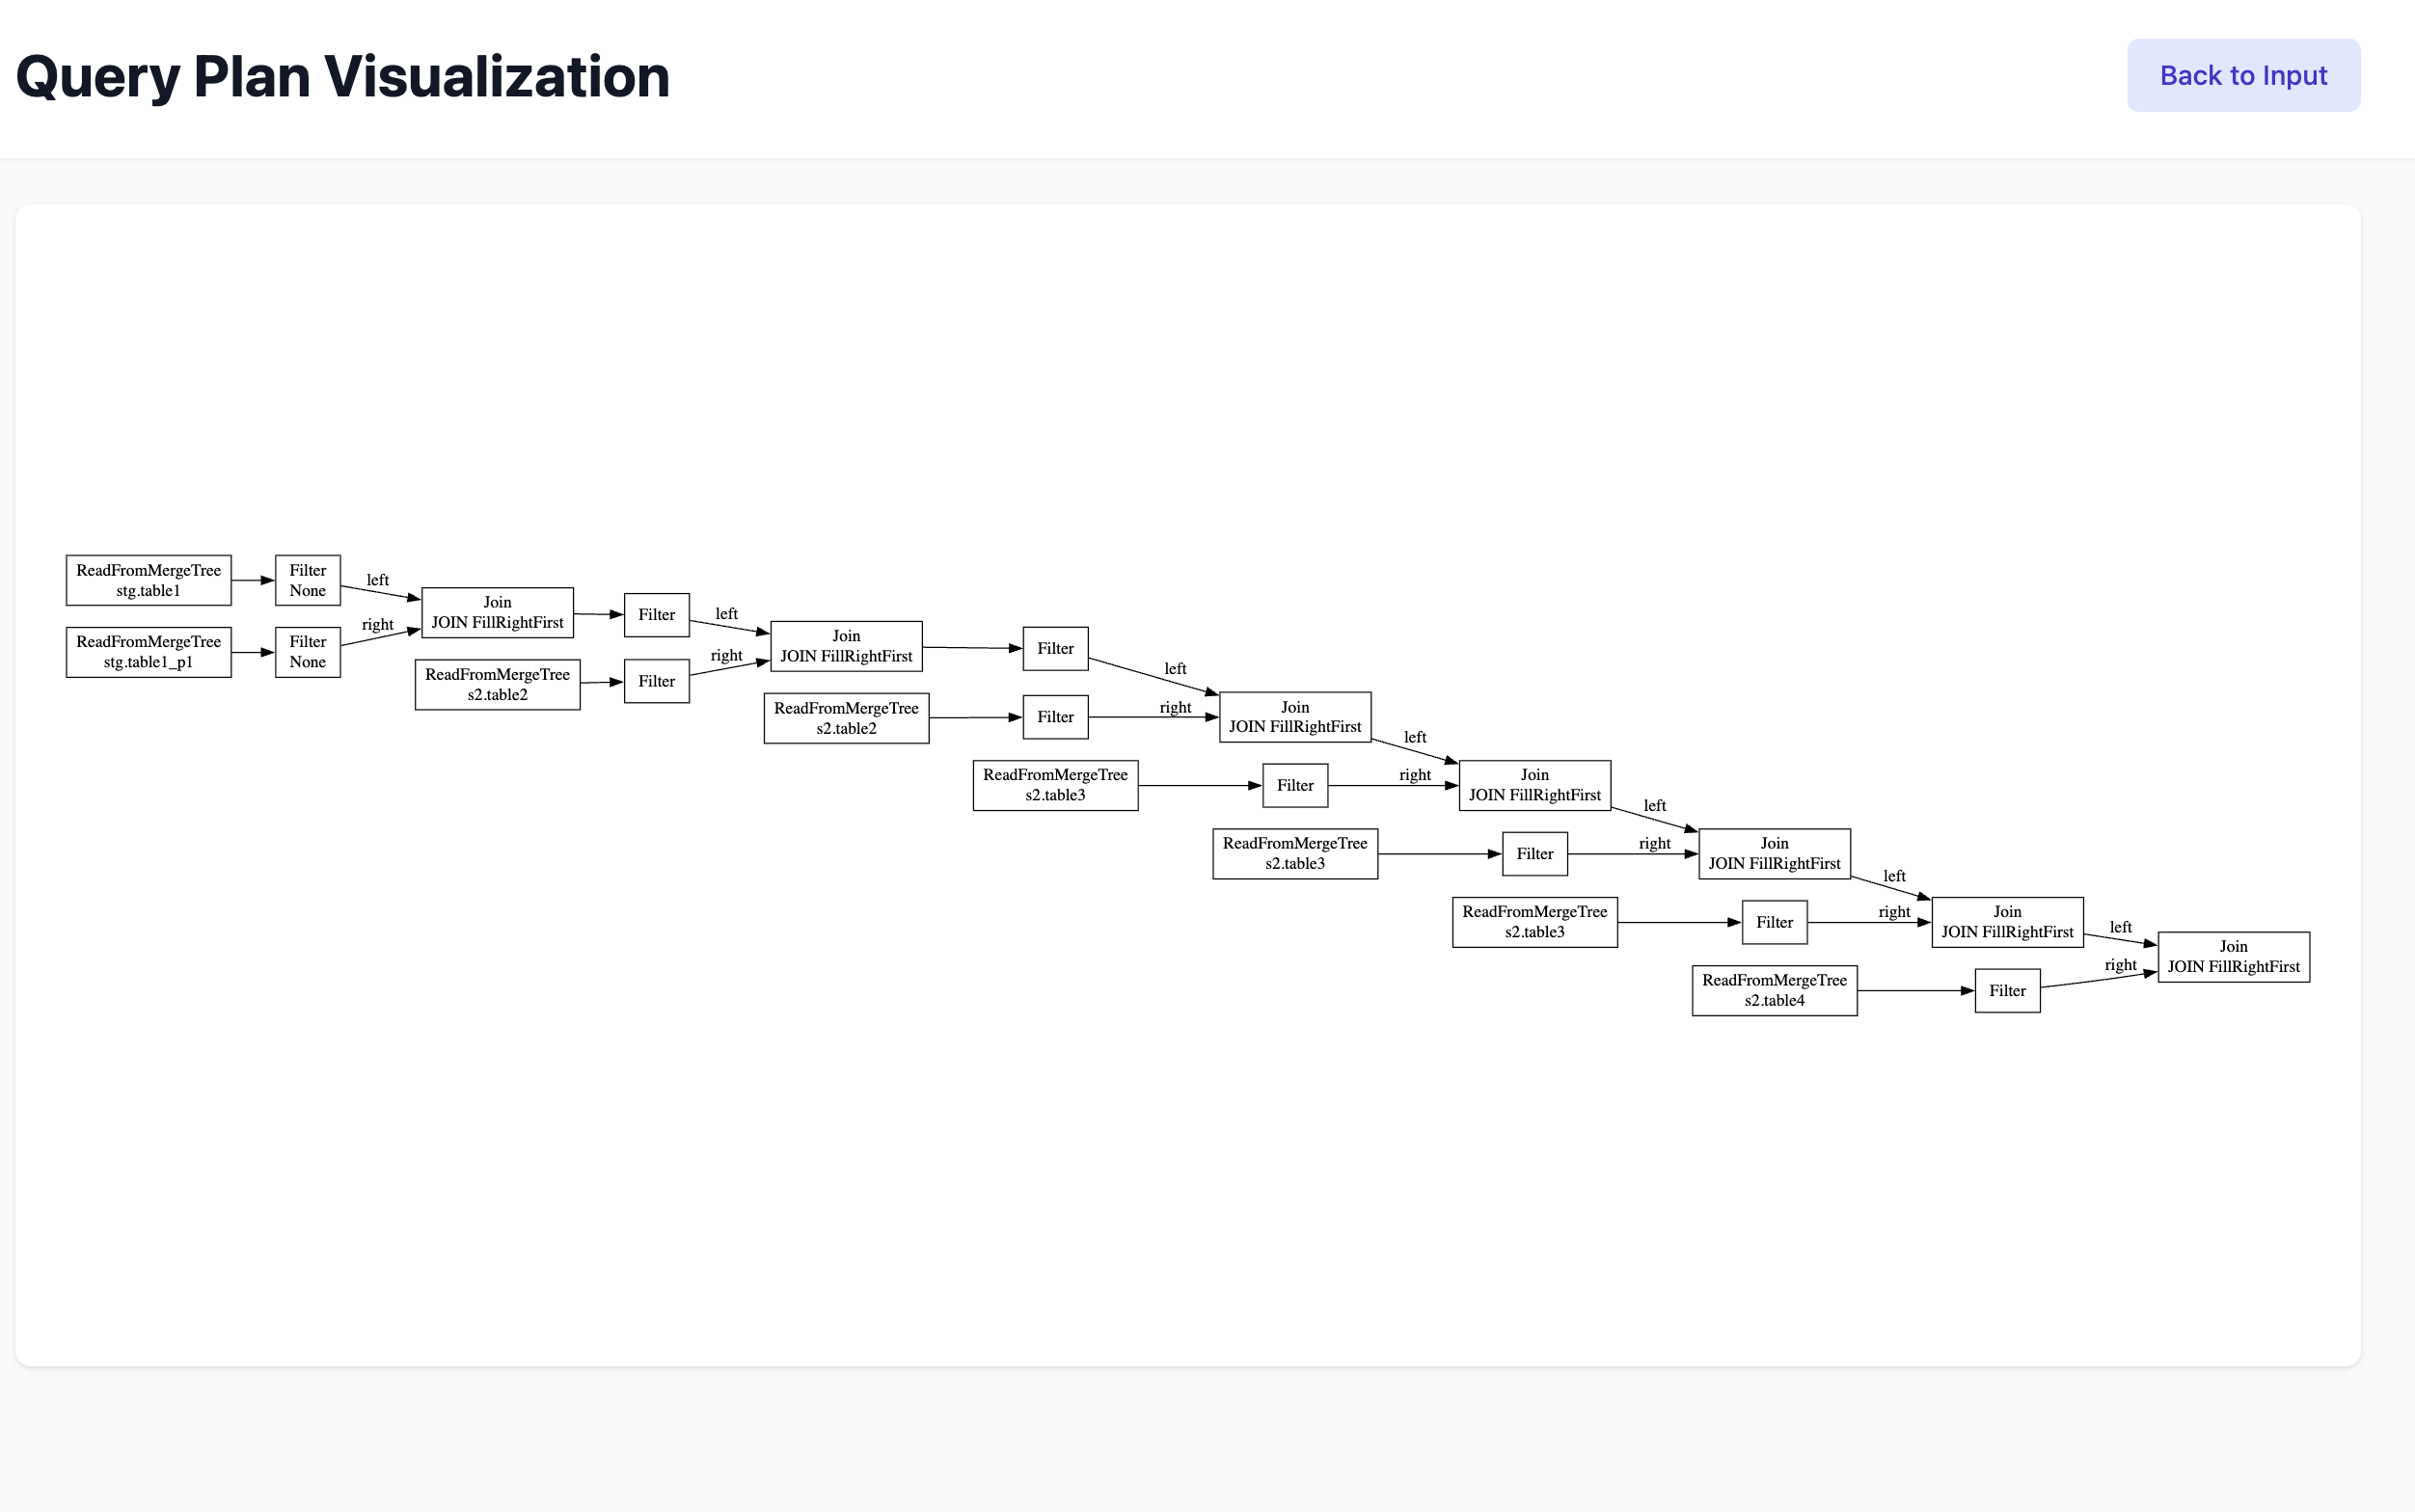 Query Plan Visualization
Back to Input
ReadFromMergeTree
stg.table1
Filter
None
left
ReadFromMergeTree
stg.table1_p1
Filter
None
right
Join
JOIN FillRightFirst
Filter
left
ReadFromMergeTree
s2.table2
Filter
right
Join
JOIN FillRightFirst
Filter
left
ReadFromMergeTree
s2.table2
Filter
right
Join
JOIN FillRightFirst
left
ReadFromMergeTree
s2.table3
Filter
right
Join
JOIN FillRightFirst
left
ReadFromMergeTree
s2.table3
Filter
right
Join
JOIN FillRightFirst
left
ReadFromMergeTree
s2.table3
Filter
right
Join
JOIN FillRightFirst
left
ReadFromMergeTree
s2.table4
Filter
right
Join
JOIN FillRightFirst